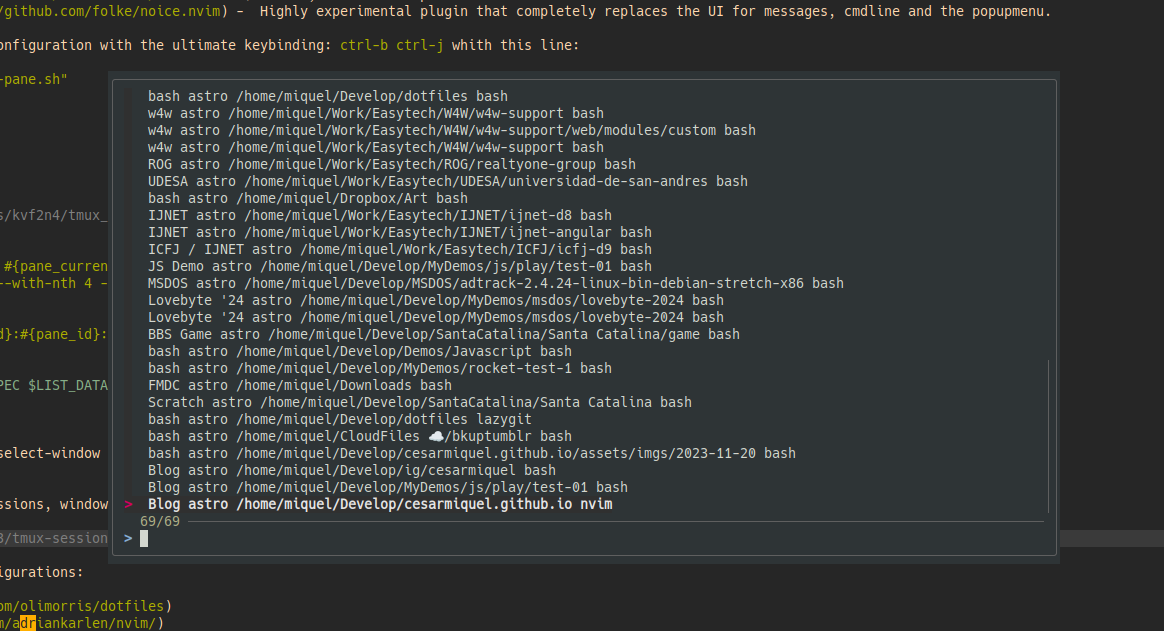 /github.com/folke/noice.nvim) - Highly experimental plugin that completely replaces the UI for messages, cmdline and the popupmenu.
onfiguration with the ultimate keybinding: ctrl-b ctrl-j whith this line:
-pane.sh"
bash astro /home/miquel/Develop/dotfiles bash
w4w astro /home/miquel/Work/Easytech/W4W/w4w-support bash
w4w astro /home/miquel/Work/Easytech/W4W/w4w-support/web/modules/custom bash
w4w astro /home/miquel/Work/Easytech/W4W/w4w-support bash
ROG astro /home/miquel/Work/Easytech/ROG/realtyone-group bash
UDESA astro /home/miquel/Work/Easytech/UDESA/universidad-de-san-andres bash
bash astro /home/miquel/Dropbox/Art bash
s/kvf2n4/tmux_
IJNET astro /home/miquel/Work/Easytech/IJNET/ijnet-d8 bash
IJNET astro /home/miquel/Work/Easytech/IJNET/ijnet-angular bash
ICFJ / IJNET astro /home/miquel/Work/Easytech/ICFJ/icfj-d9 bash
#{pane_curren
JS Demo astro /home/miquel/Develop/MyDemos/js/play/test-01 bash
--with-nth 4 -
MSDOS astro /home/miquel/Develop/MSDOS/adtrack-2.4.24-linux-bin-debian-stretch-x86 bash
Lovebyte '24 astro /home/miquel/Develop/MyDemos/msdos/lovebyte-2024 bash
Lovebyte '24 astro /home/miquel/Develop/MyDemos/msdos/lovebyte-2024 bash
d}:#{pane_id}:
BBS Game astro /home/miquel/Develop/SantaCatalina/Santa Catalina/game bash
bash astro /home/miquel/Develop/Demos/Javascript bash
bash astro /home/miquel/Develop/MyDemos/rocket-test-1 bash
PEC $LIST_DATA
FMDC astro /home/miquel/Downloads bash
Scratch astro /home/miquel/Develop/SantaCatalina/Santa Catalina bash
bash astro /home/miquel/Develop/dotfiles lazygit
bash astro /home/miquel/CloudFiles ☁️/bkuptumblr bash
select-window
bash astro /home/miquel/Develop/cesarmiquel.github.io/assets/imgs/2023-11-20 bash
Blog astro /home/miquel/Develop/ig/cesarmiquel bash
Blog astro /home/miquel/Develop/MyDemos/js/play/test-01 bash
ssions, window
> Blog astro /home/miquel/Develop/cesarmiquel.github.io nvim
69/69
3/tmux-session
>
igurations:
om/olimorris/dotfiles)
m/adriankarlen/nvim/)